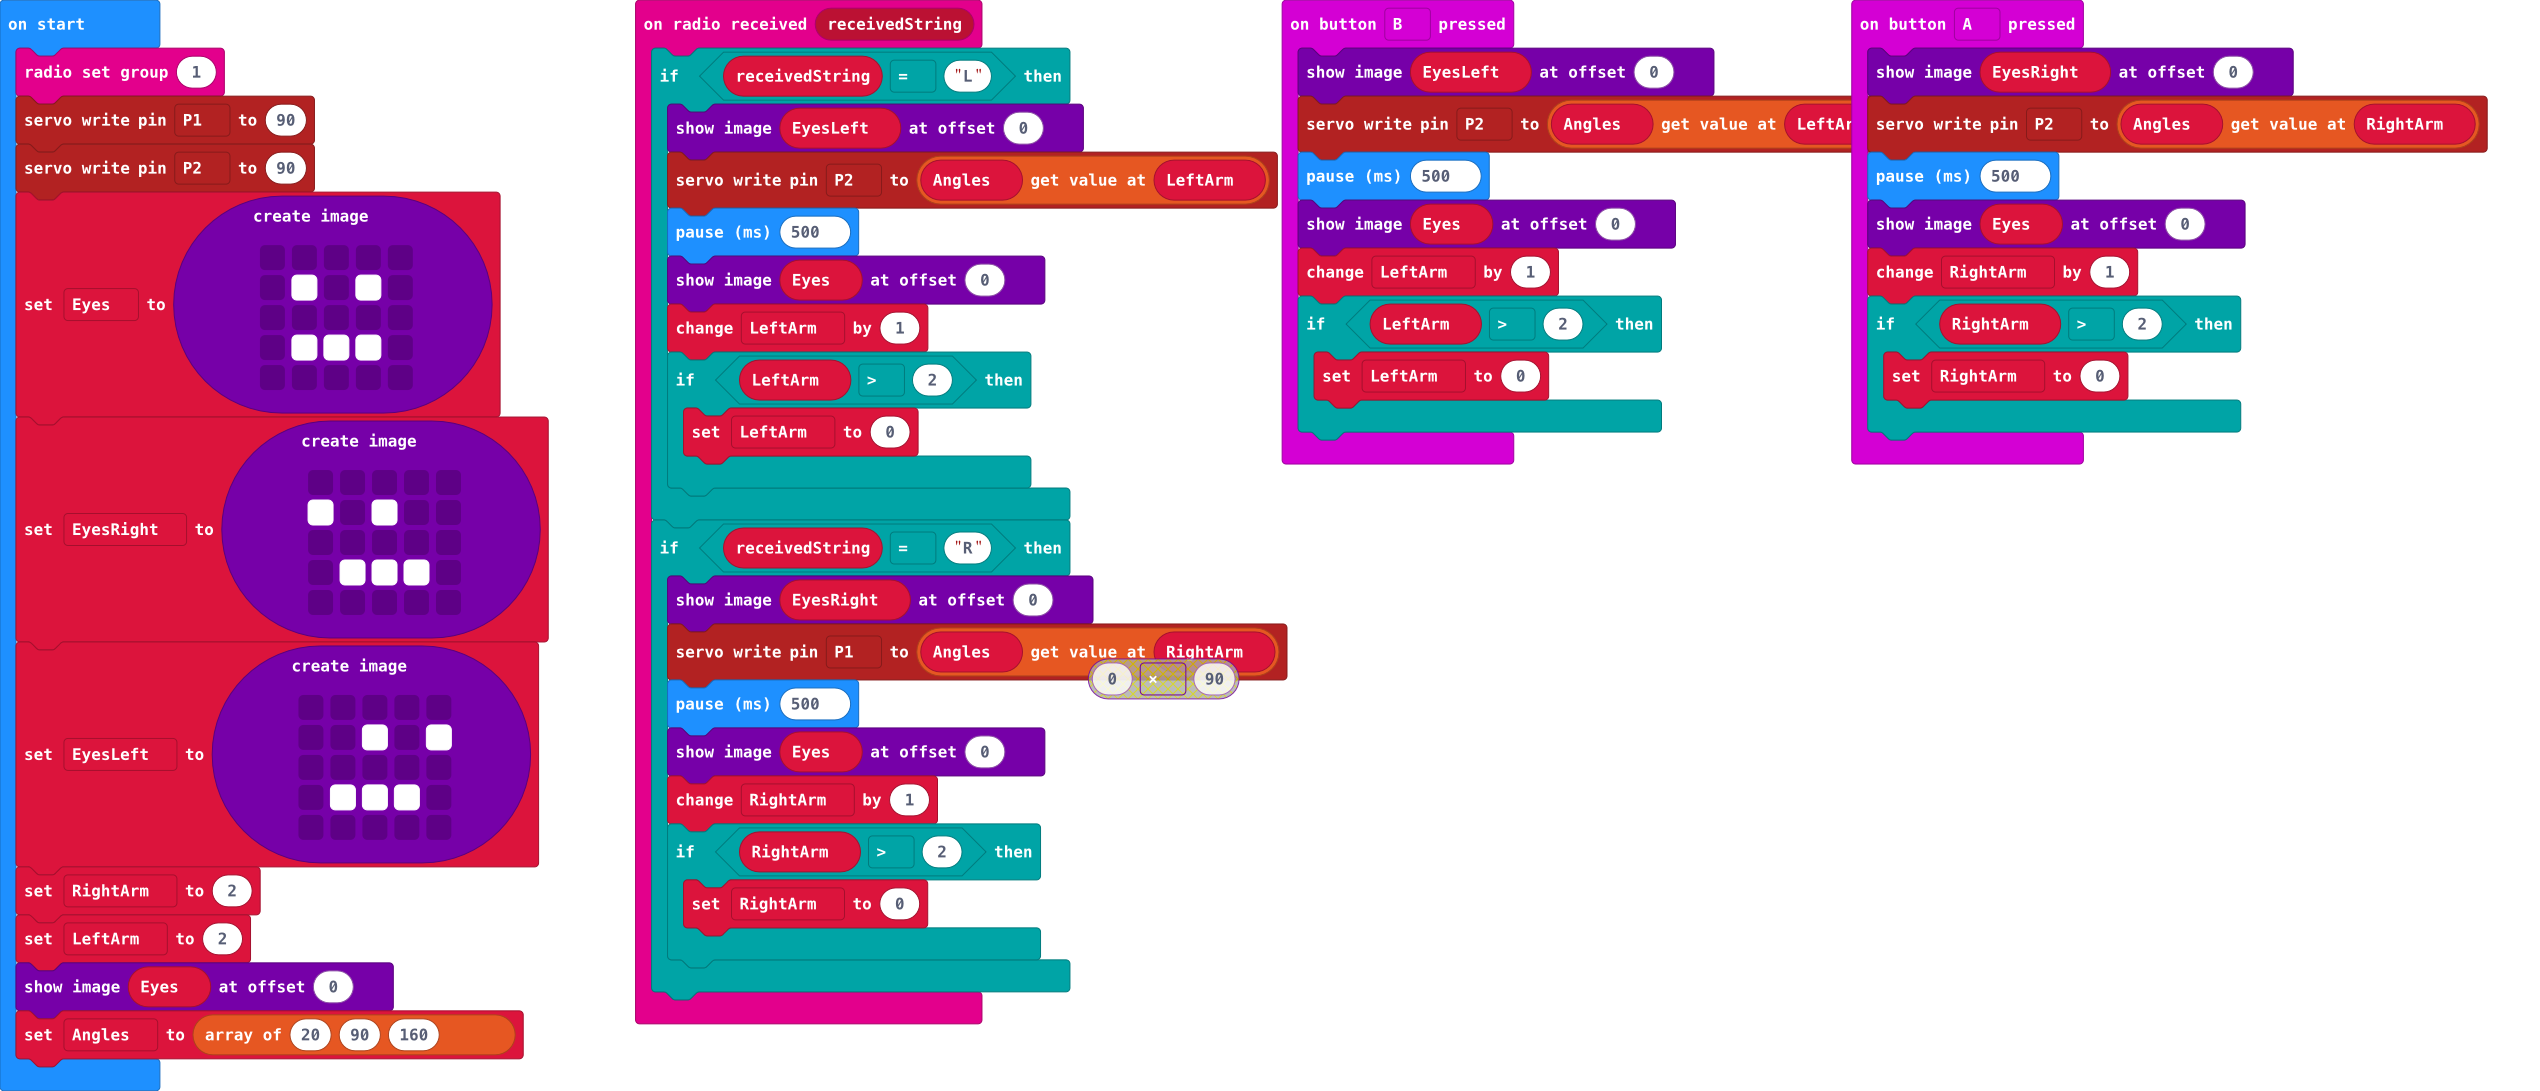 on start
radio set group 1
servo write pin P1 to 90
servo write pin P2 to 90
create image
set Eyes to
create image
set EyesRight to
create image
set EyesLeft to
set RightArm to 2
set LeftArm to 2
show image Eyes at offset 0
set Angles to array of 20 90 160
on radio received receivedString
if receivedString = "L" then
show image EyesLeft at offset 0
servo write pin P2 to Angles get value at LeftArm
pause (ms) 500
show image Eyes at offset 0
change LeftArm by 1
if LeftArm > 2 then
set LeftArm to 0
if receivedString = "R" then
show image EyesRight at offset 0
servo write pin P1 to Angles get value at RightArm
0 × 90
pause (ms) 500
show image Eyes at offset 0
change RightArm by 1
if RightArm > 2 then
set RightArm to 0
on button B pressed
show image EyesLeft at offset 0
servo write pin P2 to Angles get value at LeftAr
pause (ms) 500
show image Eyes at offset 0
change LeftArm by 1
if LeftArm > 2 then
set LeftArm to 0
on button A pressed
show image EyesRight at offset 0
servo write pin P2 to Angles get value at RightArm
pause (ms) 500
show image Eyes at offset 0
change RightArm by 1
if RightArm > 2 then
set RightArm to 0